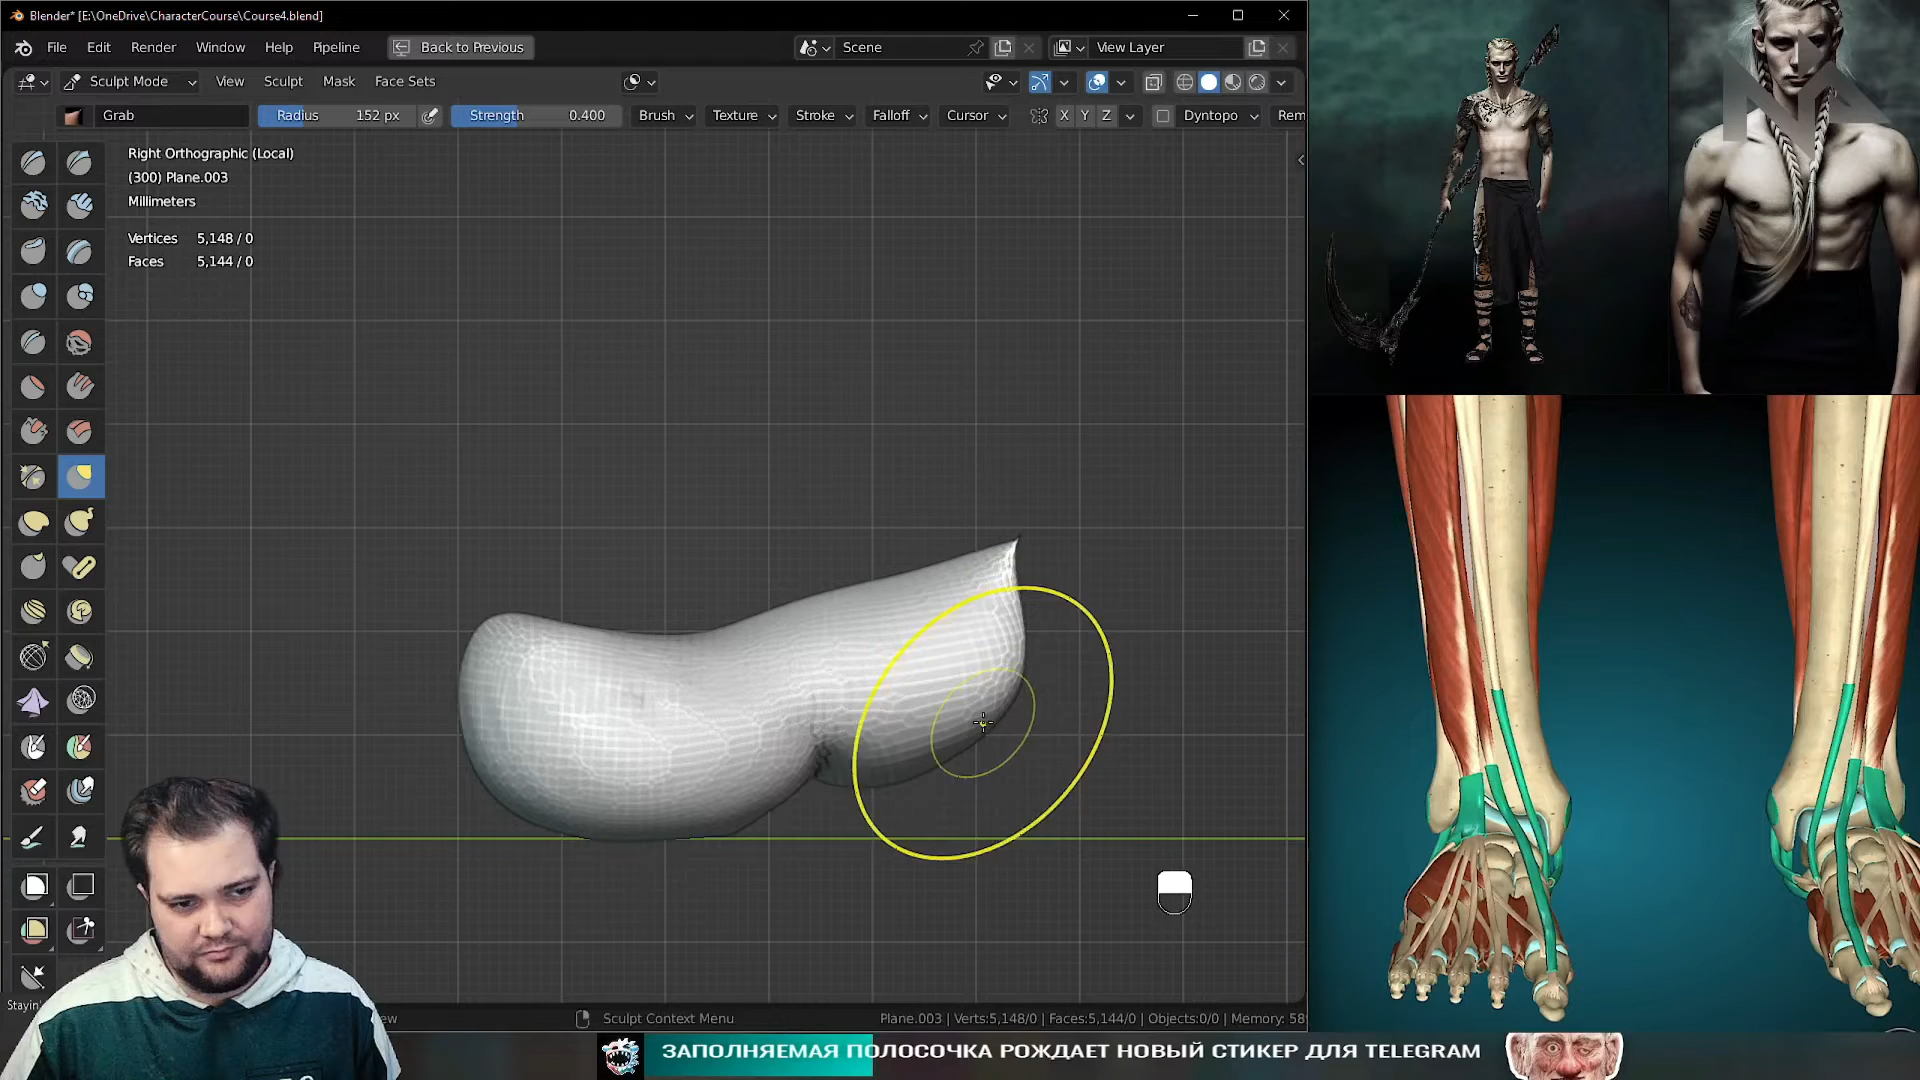 Blender* [E:\OneDrive\CharacterCourse\Course4.blend]
File Edit Render Window Help Pipeline Back to Previous Scene View Layer
Sculpt Mode View Sculpt Mask Face Sets
Grab Radius 152 px Strength 0.400 Brush Texture Stroke Falloff Cursor X Y Z Dyntopo Rem
Right Orthographic (Local)
(300) Plane.003
Millimeters
Vertices 5,148 / 0
Faces 5,144 / 0
Stayin'
ew Sculpt Context Menu Plane.003 | Verts:5,148/0 | Faces:5,144/0 | Objects:0/0 | Memory: 58
ЗАПОЛНЯЕМАЯ ПОЛОСОЧКА РОЖДАЕТ НОВЫЙ СТИКЕР ДЛЯ TELEGRAM